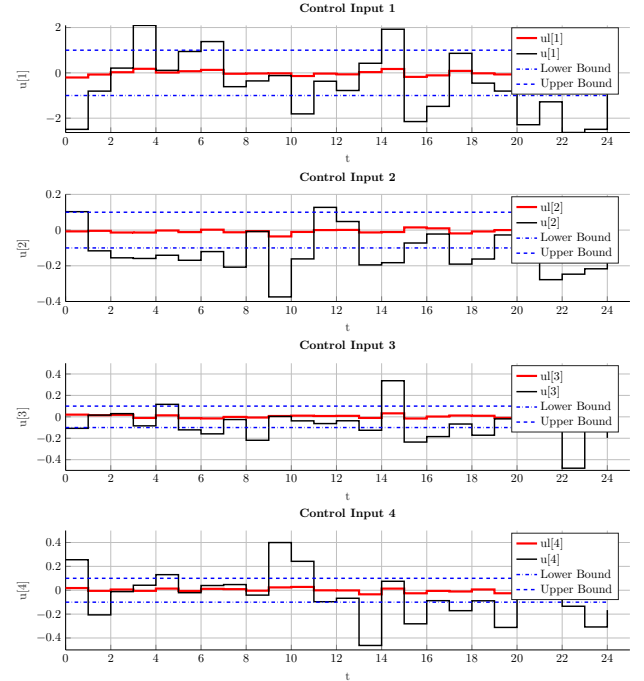 Control Input 1
2
0
−2
u[1]
ul[1]
u[1]
Lower Bound
Upper Bound
0 2 4 6 8 10 12 14 16 18 20 22 24
t
Control Input 2
0.2
0
−0.2
−0.4
u[2]
ul[2]
u[2]
Lower Bound
Upper Bound
0 2 4 6 8 10 12 14 16 18 20 22 24
t
Control Input 3
0.4
0.2
0
−0.2
−0.4
u[3]
ul[3]
u[3]
Lower Bound
Upper Bound
0 2 4 6 8 10 12 14 16 18 20 22 24
t
Control Input 4
0.4
0.2
0
−0.2
−0.4
u[4]
ul[4]
u[4]
Lower Bound
Upper Bound
0 2 4 6 8 10 12 14 16 18 20 22 24
t